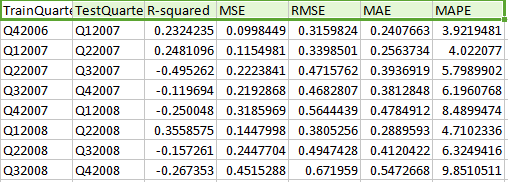 TrainQuarte TestQuarte R-squared MSE RMSE MAE MAPE
Q42006 Q12007 0.2324235 0.0998449 0.3159824 0.2407663 3.9219481
Q12007 Q22007 0.2481096 0.1154981 0.3398501 0.2563734 4.022077
Q22007 Q32007 -0.495262 0.2223841 0.4715762 0.3936919 5.7989902
Q32007 Q42007 -0.119694 0.2192868 0.4682807 0.3812848 6.1960768
Q42007 Q12008 -0.250048 0.3185969 0.5644439 0.4784912 8.4899474
Q12008 Q22008 0.3558575 0.1447998 0.3805256 0.2889593 4.7102336
Q22008 Q32008 -0.157261 0.2447704 0.4947428 0.4120422 6.3249416
Q32008 Q42008 -0.267353 0.4515288 0.671959 0.5472668 9.8510511